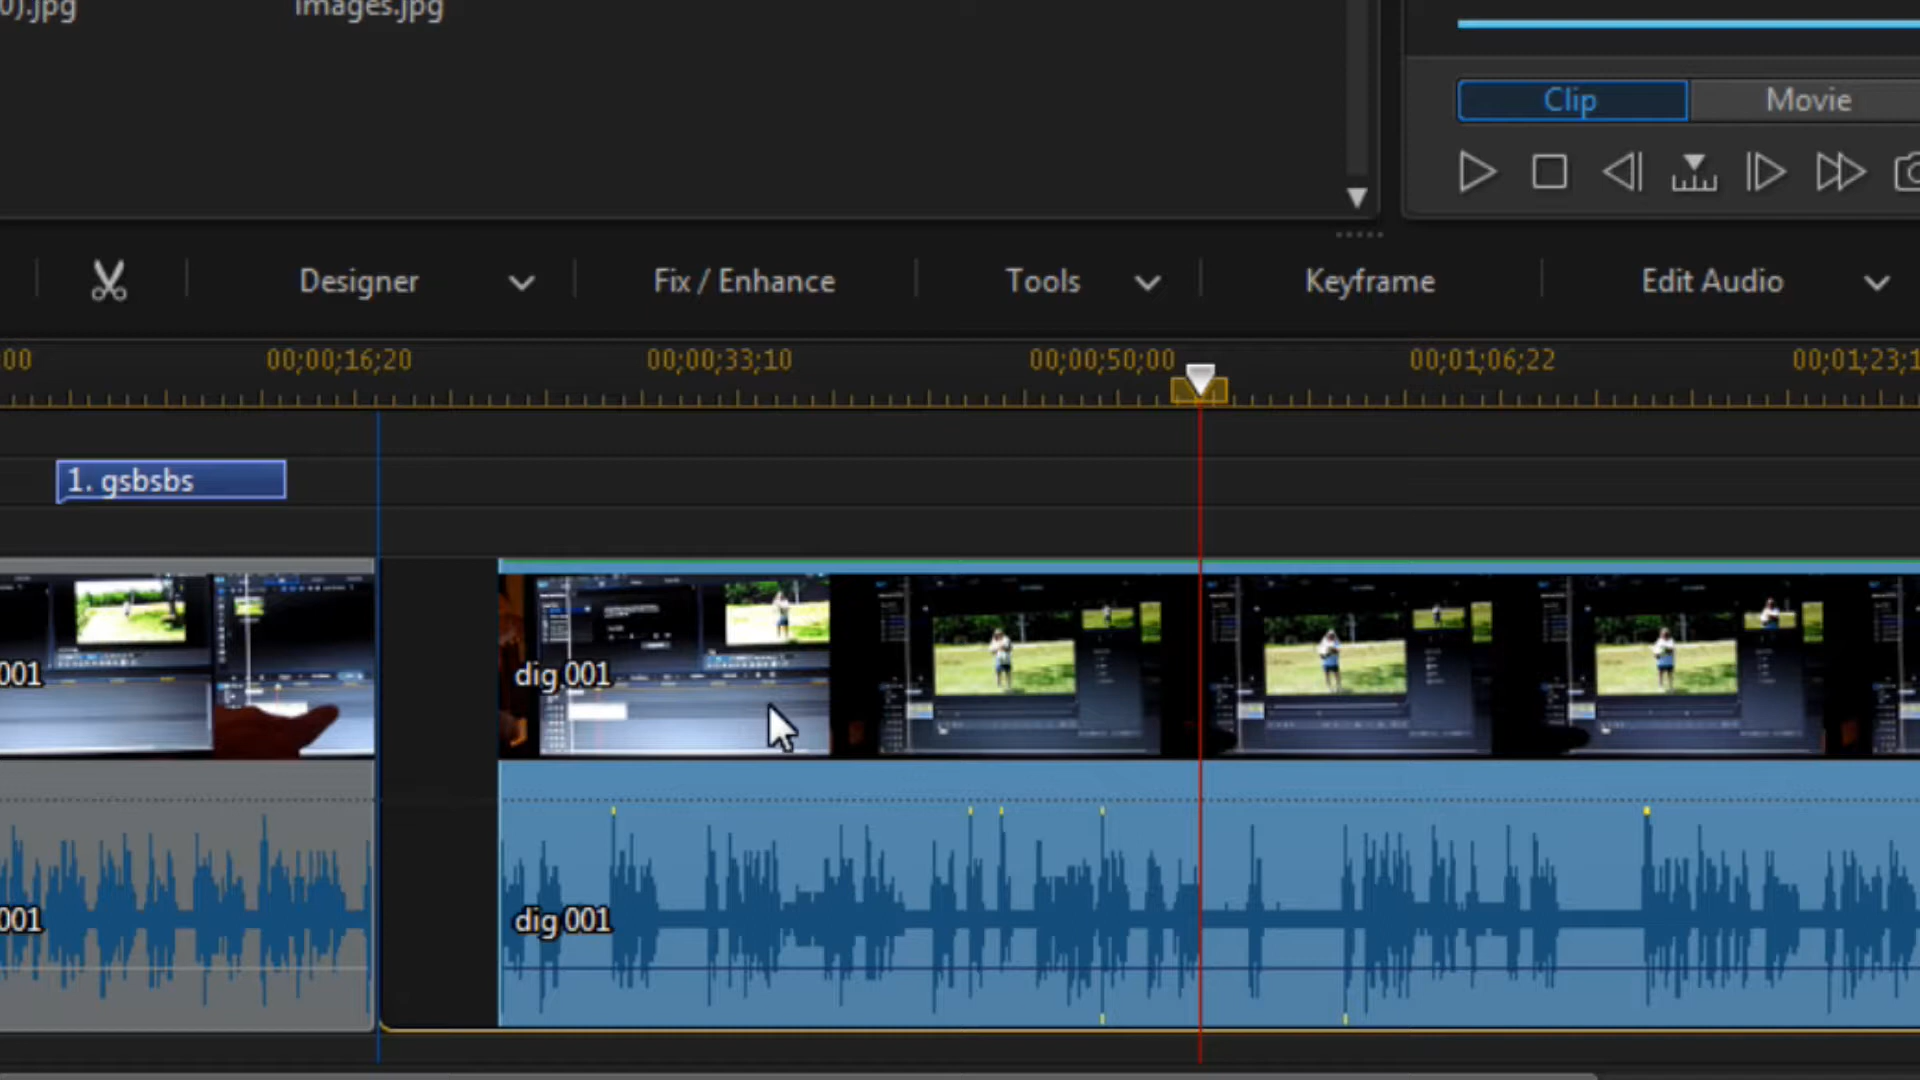 0).jpg
images.jpg
Clip
Movie
Designer
Fix / Enhance
Tools
Keyframe
Edit Audio
:00
00;00;16;20
00;00;33;10
00;00;50;00
00;01;06;22
00;01;23;1
1. gsbsbs
001
dig 001
001
dig 001